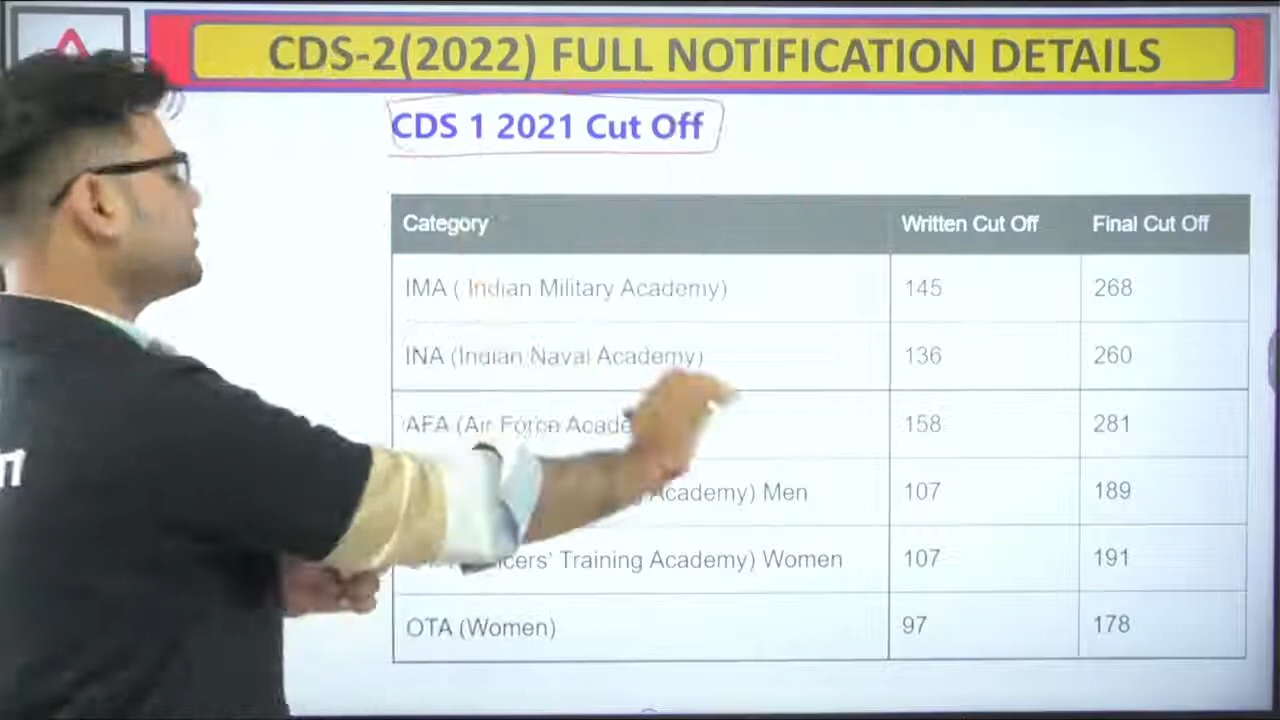 CDS-2(2022) FULL NOTIFICATION DETAILS
CDS 1 2021 Cut Off
Category Written Cut Off Final Cut Off
IMA ( Indian Military Academy) 145 268
INA (Indian Naval Academy) 136 260
AFA (Air Force 158 281
Academy) Men 107 189
Training Academy) Women 107 191
OTA (Women) 97 178